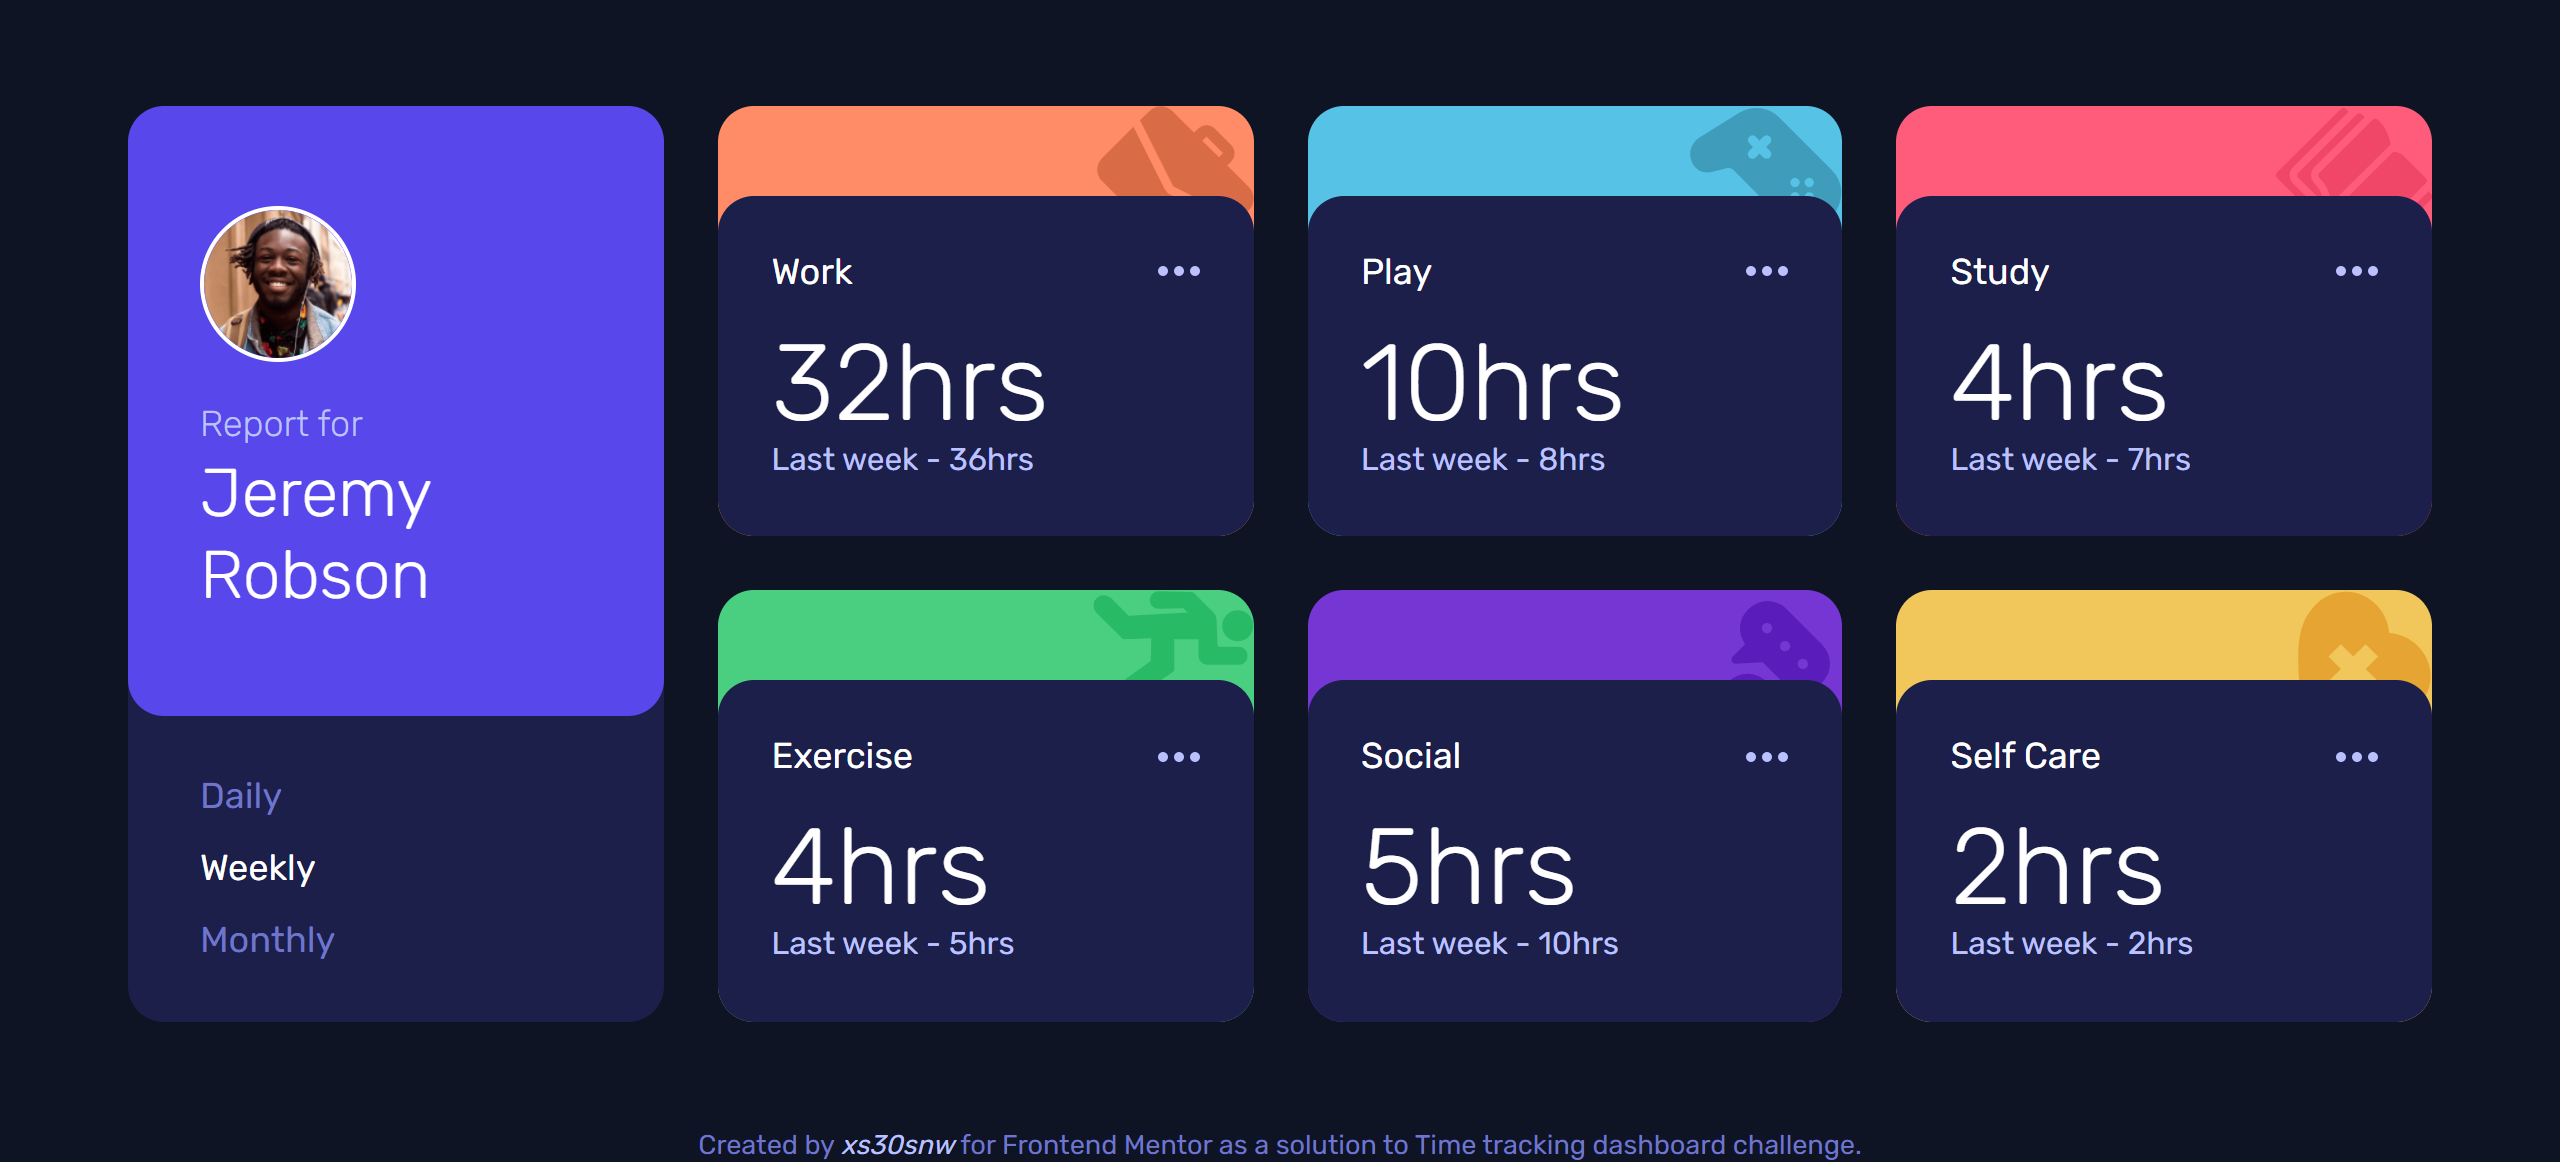 Report for
Jeremy
Robson
Daily
Weekly
Monthly
Work
32hrs
Last week - 36hrs
Play
10hrs
Last week - 8hrs
Study
4hrs
Last week - 7hrs
Exercise
4hrs
Last week - 5hrs
Social
5hrs
Last week - 10hrs
Self Care
2hrs
Last week - 2hrs
Created by xs30snw for Frontend Mentor as a solution to Time tracking dashboard challenge.